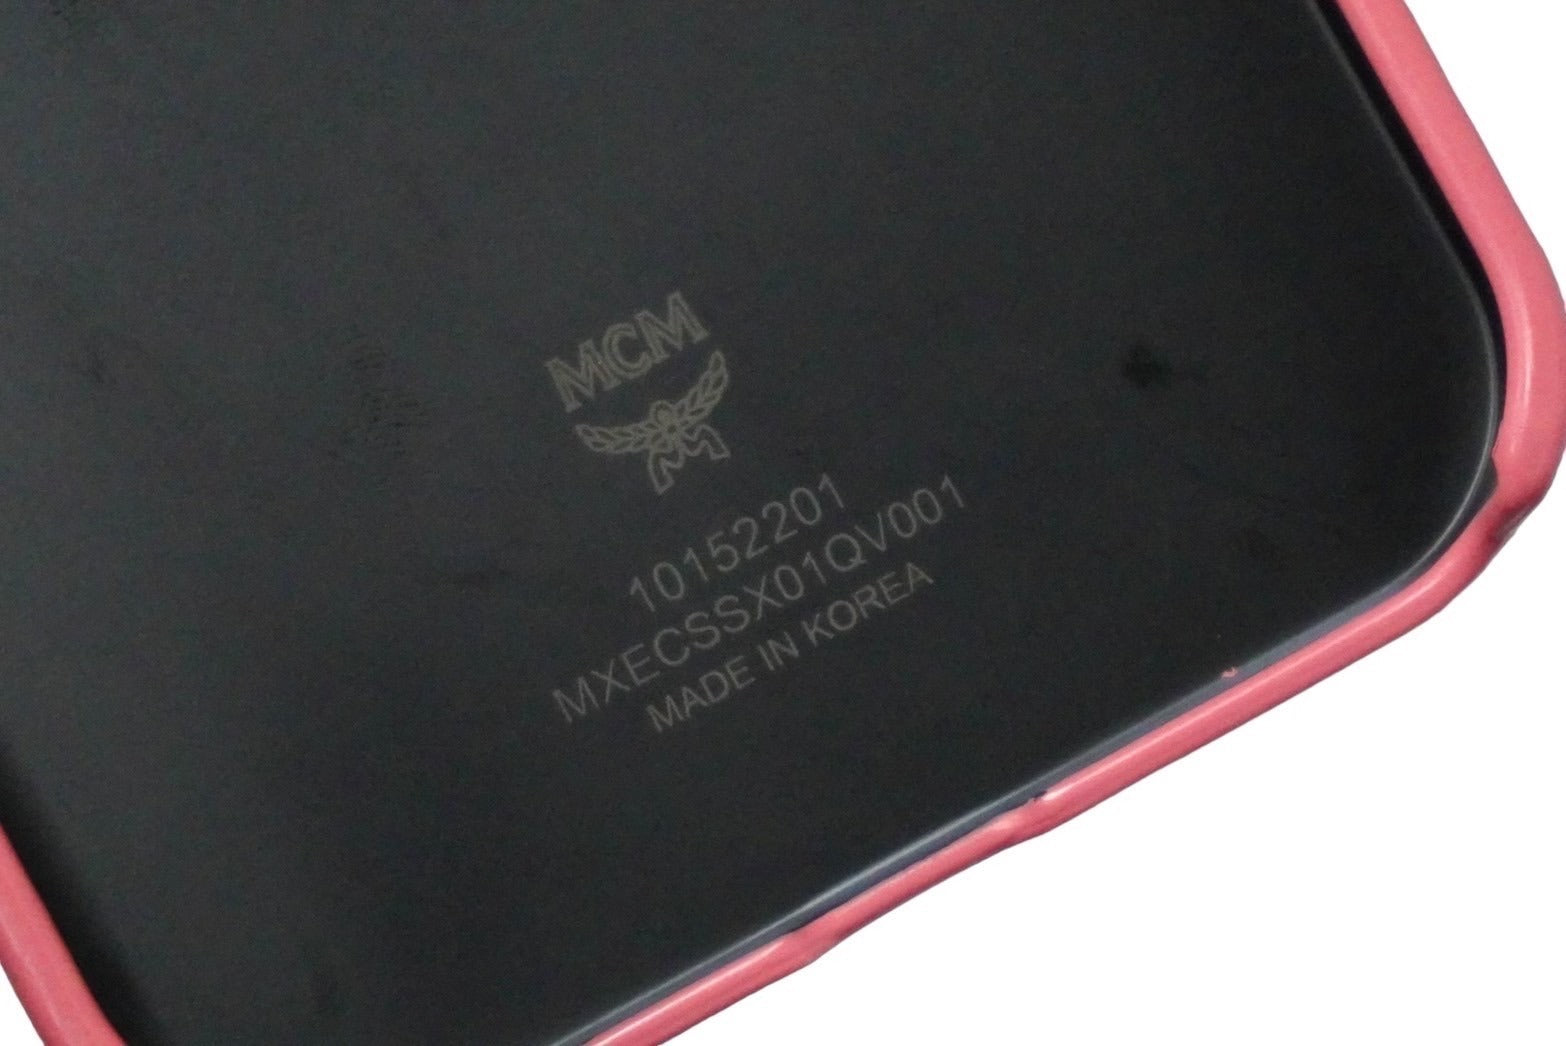 MCM
10152201
MXECSSX01QV001
MADE IN KOREA